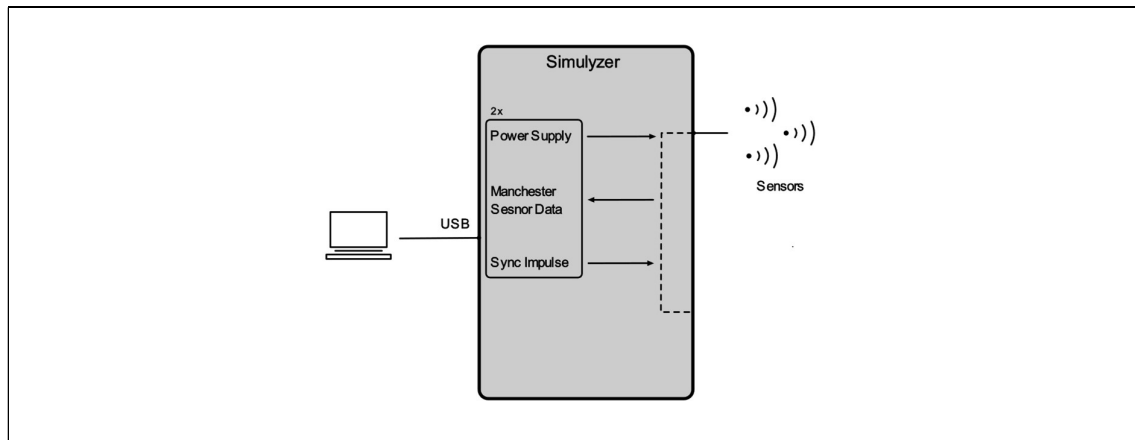 Simulyzer
2x
Power Supply
Manchester
Sesnor Data
Sync Impulse
USB
Sensors